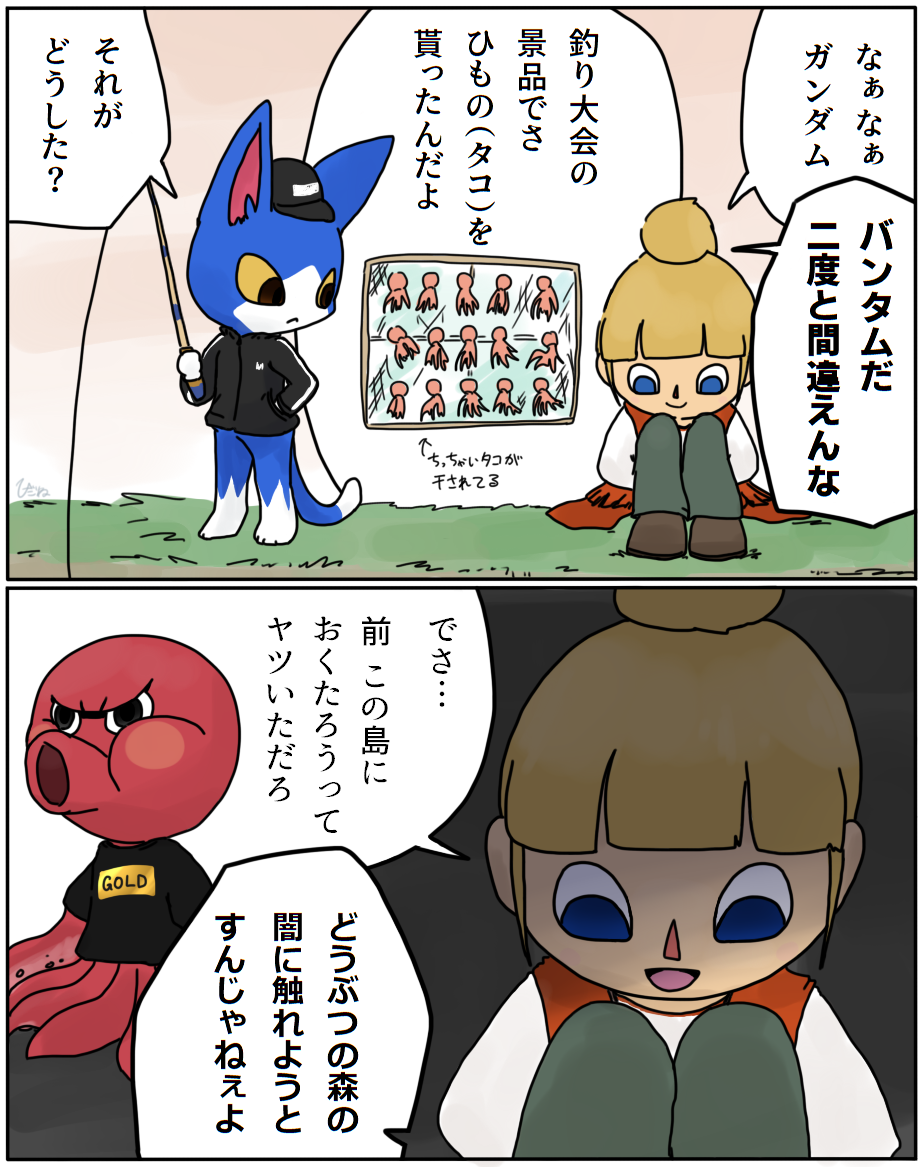 なぁなぁ
ガンダム
バンタムだ
二度と間違えんな
釣り大会の
景品でさ
ひもの(タコ)を
貰ったんだよ
↑ちっちゃいタコが
干されてる
それが
どうした？
M
ひだね
でさ…
前 この島に
おくたろうって
ヤツいただろ
GOLD
どうぶつの森の
闇に触れようと
すんじゃねぇよ